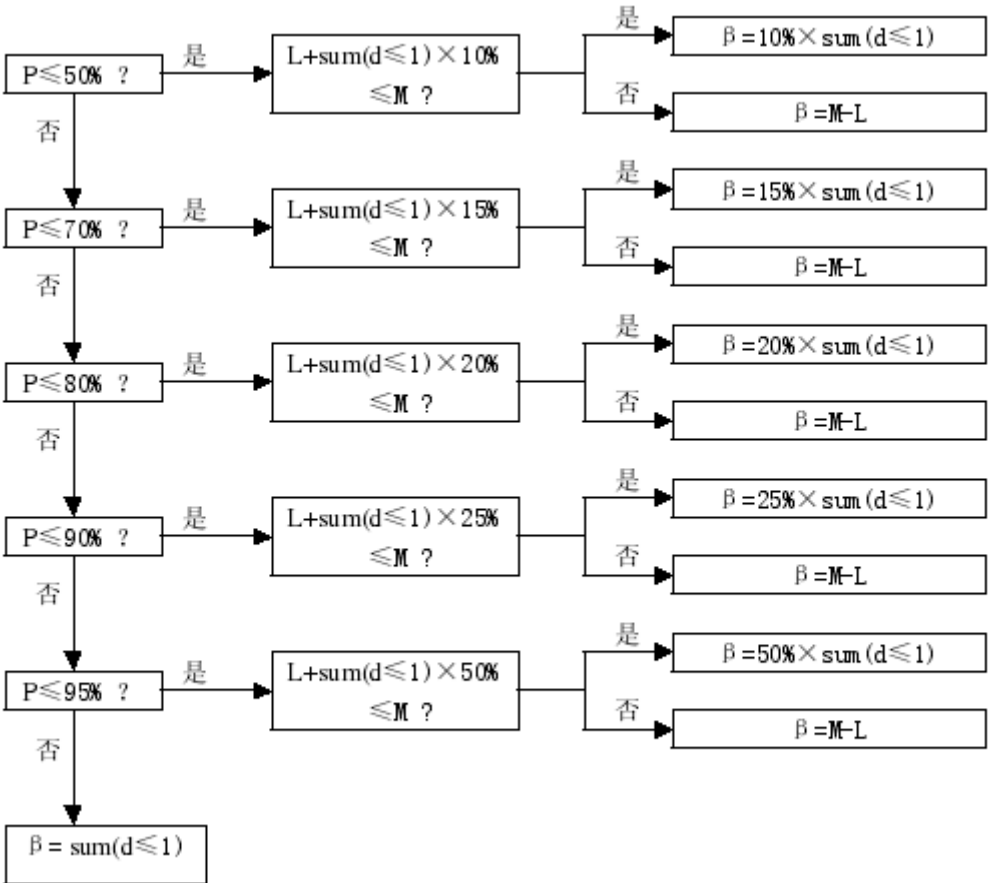 P≤50% ?
是
L+sum(d≤1)×10%
≤M ?
是
β=10%×sum(d≤1)
否
β=M-L
否
P≤70% ?
是
L+sum(d≤1)×15%
≤M ?
是
β=15%×sum(d≤1)
否
β=M-L
否
P≤80% ?
是
L+sum(d≤1)×20%
≤M ?
是
β=20%×sum(d≤1)
否
β=M-L
否
P≤90% ?
是
L+sum(d≤1)×25%
≤M ?
是
β=25%×sum(d≤1)
否
β=M-L
否
P≤95% ?
是
L+sum(d≤1)×50%
≤M ?
是
β=50%×sum(d≤1)
否
β=M-L
否
β= sum(d≤1)